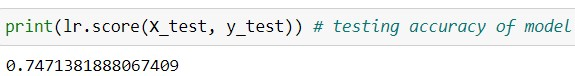 print(lr.score(X_test, y_test)) # testing accuracy of model
0.7471381888067409